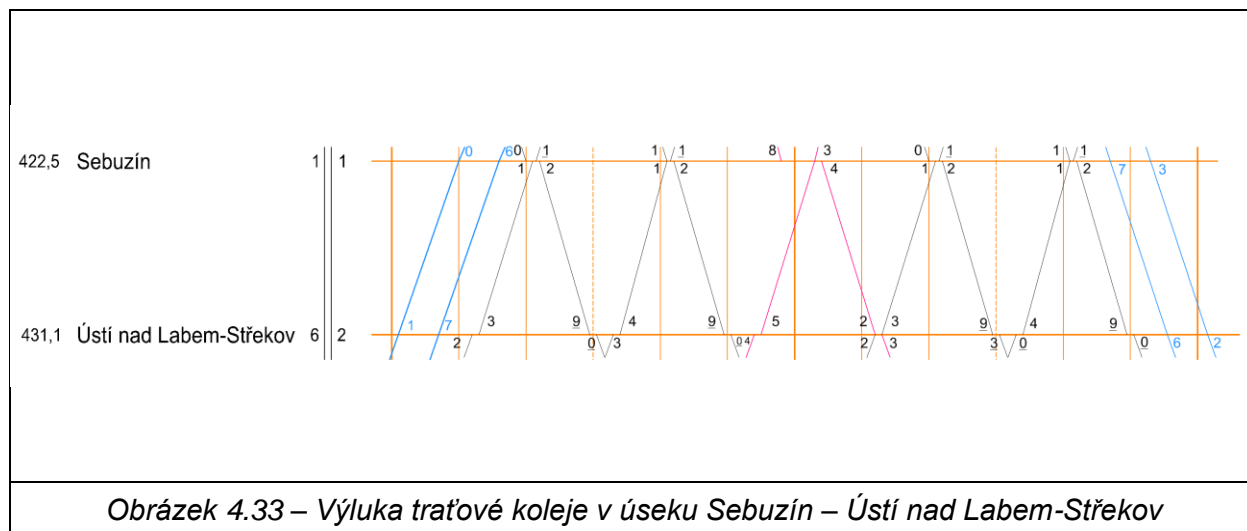 0 6 0 1 1 1 8 3 0 1 1 1
422,5 Sebuzín 1 1 1 2 1 2 4 1 2 1 2 7 3
1 7 3 9 4 9 5 2 3 9 4 9
431,1 Ústí nad Labem-Střekov 6 2 2 0 3 0 4 2 3 3 0 0 6 2
Obrázek 4.33 – Výluka traťové koleje v úseku Sebuzín – Ústí nad Labem-Střekov